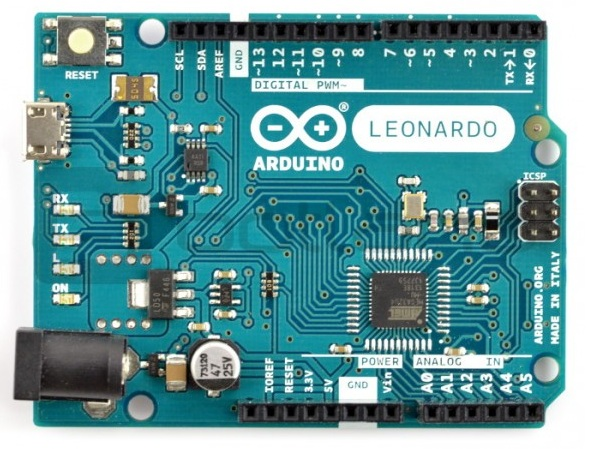 RESET
SCL
SDA
AREF
GND
~13
12
~11
~10
~9
8
7
~6
~5
4
~3
2
TX→1
RX←0
DIGITAL PWM~
®
LEONARDO
ARDUINO
ICSP
RX
TX
L
ON
ARDUINO.ORG
MADE IN ITALY
73120
47
25V
POWER
ANALOG IN
IOREF
RESET
3.3V
5V
GND
Vin
A0
A1
A2
A3
A4
A5